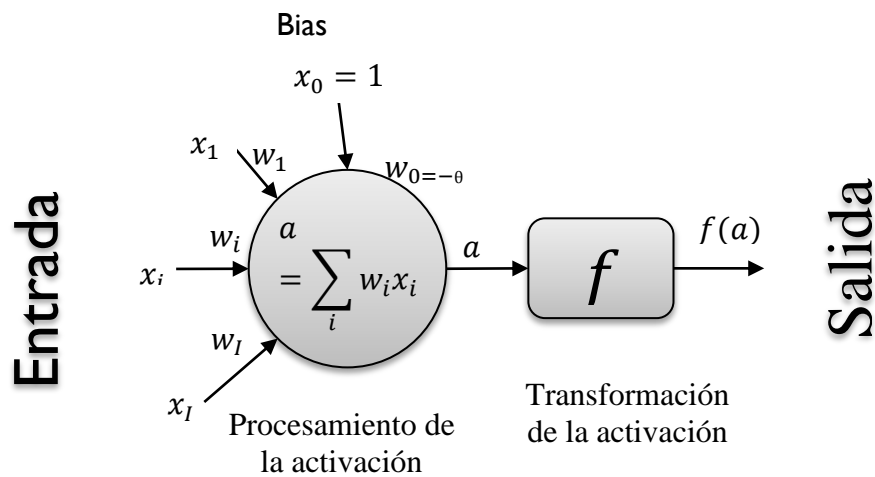 Bias
x₀ = 1
x₁
w₁
w₀₌₋θ
Entrada
wᵢ
xᵢ
a
= ∑ᵢ wᵢxᵢ
a
f
f(a)
Salida
w_I
x_I
Procesamiento de
la activación
Transformación
de la activación